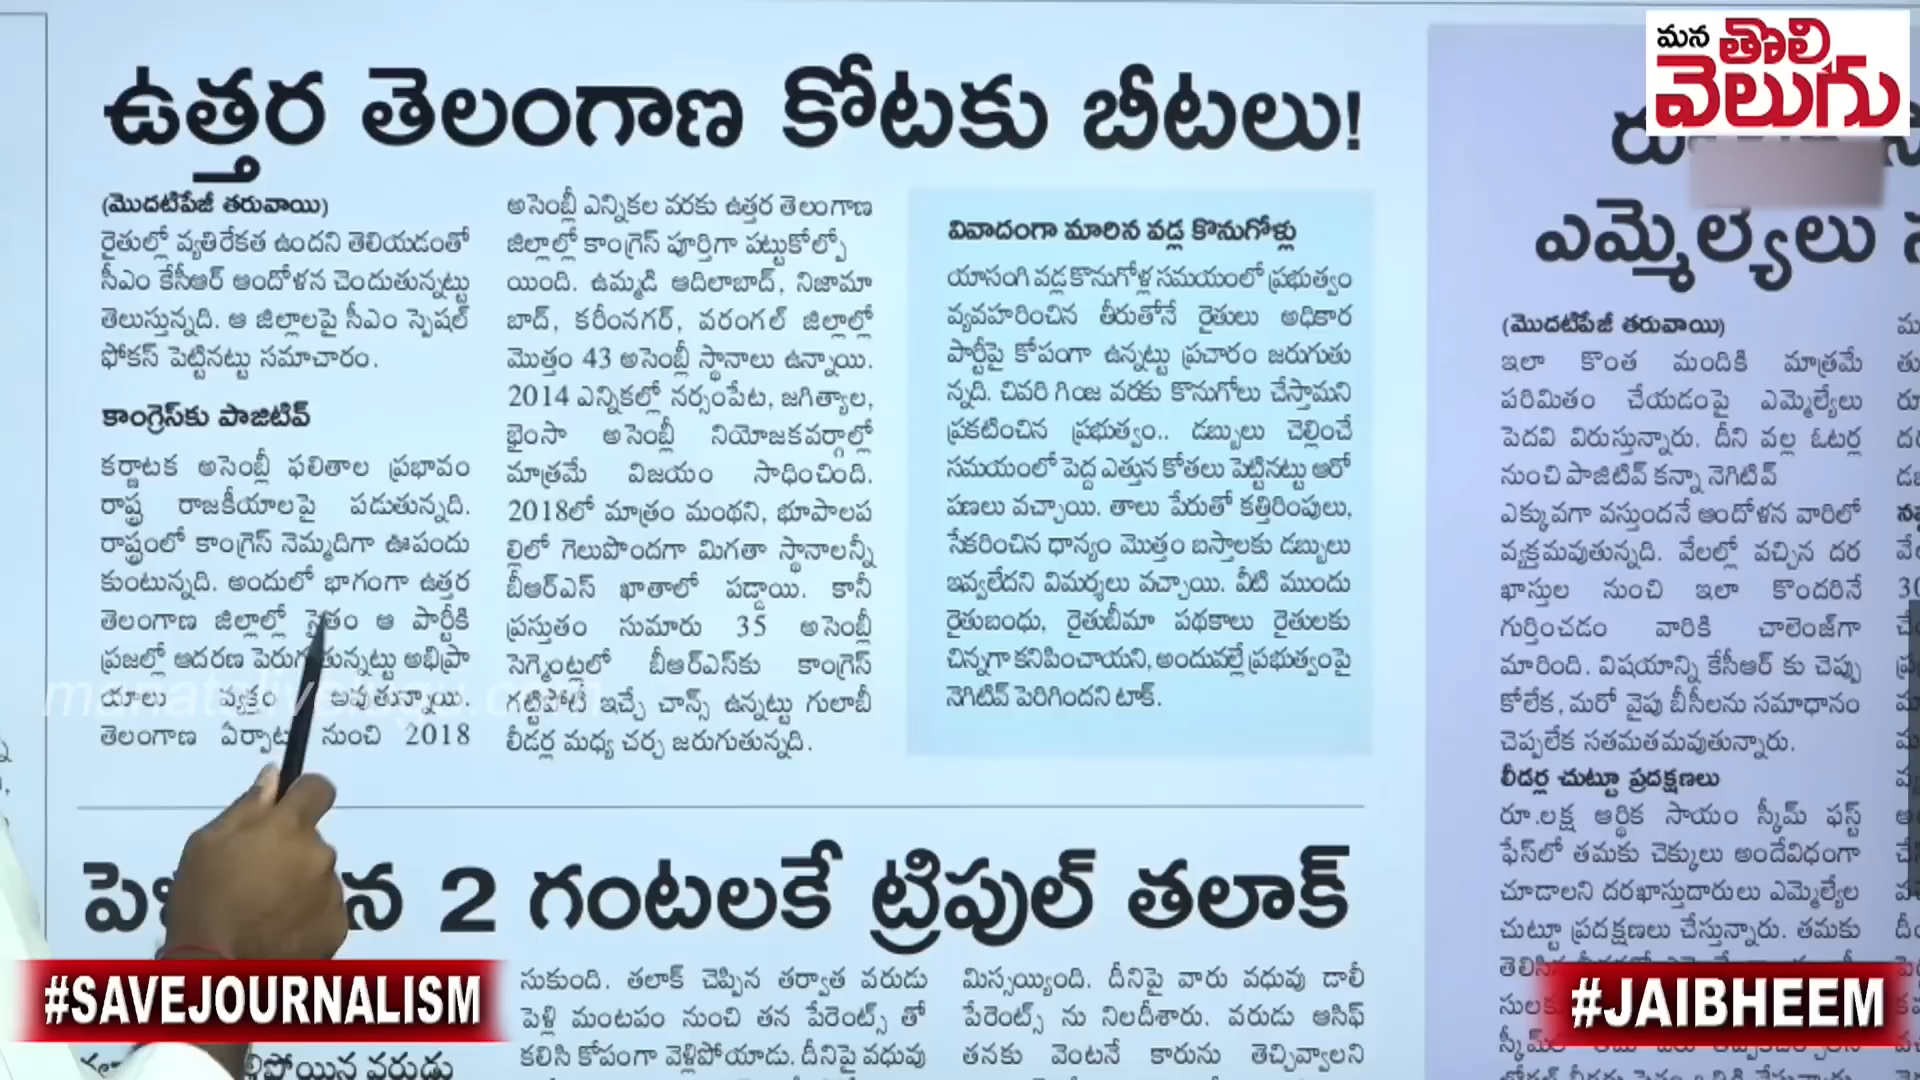 మన తొలి
వెలుగు
ఉత్తర తెలంగాణ కోటకు బీటలు!
(మొదటిపేజీ తరువాయి)
రైతుల్లో వ్యతిరేకత ఉందని తెలియడంతో
సీఎం కేసీఆర్ ఆందోళన చెందుతున్నట్టు
తెలుస్తున్నది. ఆ జిల్లాలపై సీఎం స్పెషల్
ఫోకస్ పెట్టినట్టు సమాచారం.
కాంగ్రెస్‌కు పాజిటివ్
కర్ణాటక అసెంబ్లీ ఫలితాల ప్రభావం
రాష్ట్ర రాజకీయాలపై పడుతున్నది.
రాష్ట్రంలో కాంగ్రెస్ నెమ్మదిగా ఊపందు
కుంటున్నది. అందులో భాగంగా ఉత్తర
తెలంగాణ జిల్లాల్లో సైతం ఆ పార్టీకి
ప్రజల్లో ఆదరణ పెరుగుతున్నట్టు అభిప్రా
యాలు వ్యక్తం అవుతున్నాయి.
తెలంగాణ ఏర్పాటు నుంచి 2018
అసెంబ్లీ ఎన్నికల వరకు ఉత్తర తెలంగాణ
జిల్లాల్లో కాంగ్రెస్ పూర్తిగా పట్టుకోల్పో
యింది. ఉమ్మడి ఆదిలాబాద్, నిజామా
బాద్, కరీంనగర్, వరంగల్ జిల్లాల్లో
మొత్తం 43 అసెంబ్లీ స్థానాలు ఉన్నాయి.
2014 ఎన్నికల్లో నర్సంపేట, జగిత్యాల,
భైంసా అసెంబ్లీ నియోజకవర్గాల్లో
మాత్రమే విజయం సాధించింది.
2018లో మాత్రం మంథని, భూపాలప
ల్లిలో గెలుపొందగా మిగతా స్థానాలన్నీ
బీఆర్ఎస్ ఖాతాలో పడ్డాయి. కానీ
ప్రస్తుతం సుమారు 35 అసెంబ్లీ
సెగ్మెంట్లలో బీఆర్ఎస్‌కు కాంగ్రెస్
గట్టిపోటీ ఇచ్చే చాన్స్ ఉన్నట్టు గులాబీ
లీడర్ల మధ్య చర్చ జరుగుతున్నది.
వివాదంగా మారిన వడ్ల కొనుగోళ్లు
యాసంగి వడ్ల కొనుగోళ్ల సమయంలో ప్రభుత్వం
వ్యవహరించిన తీరుతోనే రైతులు అధికార
పార్టీపై కోపంగా ఉన్నట్టు ప్రచారం జరుగుతు
న్నది. చివరి గింజ వరకు కొనుగోలు చేస్తామని
ప్రకటించిన ప్రభుత్వం.. డబ్బులు చెల్లించే
సమయంలో పెద్ద ఎత్తున కోతలు పెట్టినట్టు ఆరో
పణలు వచ్చాయి. తాలు పేరుతో కత్తిరింపులు,
సేకరించిన ధాన్యం మొత్తం బస్తాలకు డబ్బులు
ఇవ్వలేదని విమర్శలు వచ్చాయి. వీటి ముందు
రైతుబంధు, రైతుబీమా పథకాలు రైతులకు
చిన్నగా కనిపించాయని, అందువల్లే ప్రభుత్వంపై
నెగిటివ్ పెరిగిందని టాక్.
ఎమ్మెల్యేలు
(మొదటిపేజీ తరువాయి)
ఇలా కొంత మందికి మాత్రమే
పరిమితం చేయడంపై ఎమ్మెల్యేలు
పెదవి విరుస్తున్నారు. దీని వల్ల ఓటర్ల
నుంచి పాజిటివ్ కన్నా నెగిటివ్
ఎక్కువగా వస్తుందనే ఆందోళన వారిలో
వ్యక్తమవుతున్నది. వేలల్లో వచ్చిన దర
ఖాస్తుల నుంచి ఇలా కొందరినే
గుర్తించడం వారికి చాలెంజ్‌గా
మారింది. విషయాన్ని కేసీఆర్ కు చెప్పు
కోలేక, మరో వైపు బీసీలను సమాధానం
చెప్పలేక సతమతమవుతున్నారు.
లీడర్ల చుట్టూ ప్రదక్షణలు
రూ.లక్ష ఆర్థిక సాయం స్కీమ్ ఫస్ట్
ఫేస్‌లో తమకు చెక్కులు అందేవిధంగా
చూడాలని దరఖాస్తుదారులు ఎమ్మెల్యేల
చుట్టూ ప్రదక్షణలు చేస్తున్నారు. తమకు
2 గంటలకే ట్రిపుల్ తలాక్
సుకుంది. తలాక్ చెప్పిన తర్వాత వరుడు
పెళ్లి మంటపం నుంచి తన పేరెంట్స్ తో
కలిసి కోపంగా వెళ్లిపోయాడు. దీనిపై వధువు
మిస్సయ్యింది. దీనిపై వారు వధువు డాలీ
పేరెంట్స్ ను నిలదీశారు. వరుడు ఆసిఫ్
తనకు వెంటనే కారును తెచ్చివ్వాలని
#SAVEJOURNALISM
#JAIBHEEM